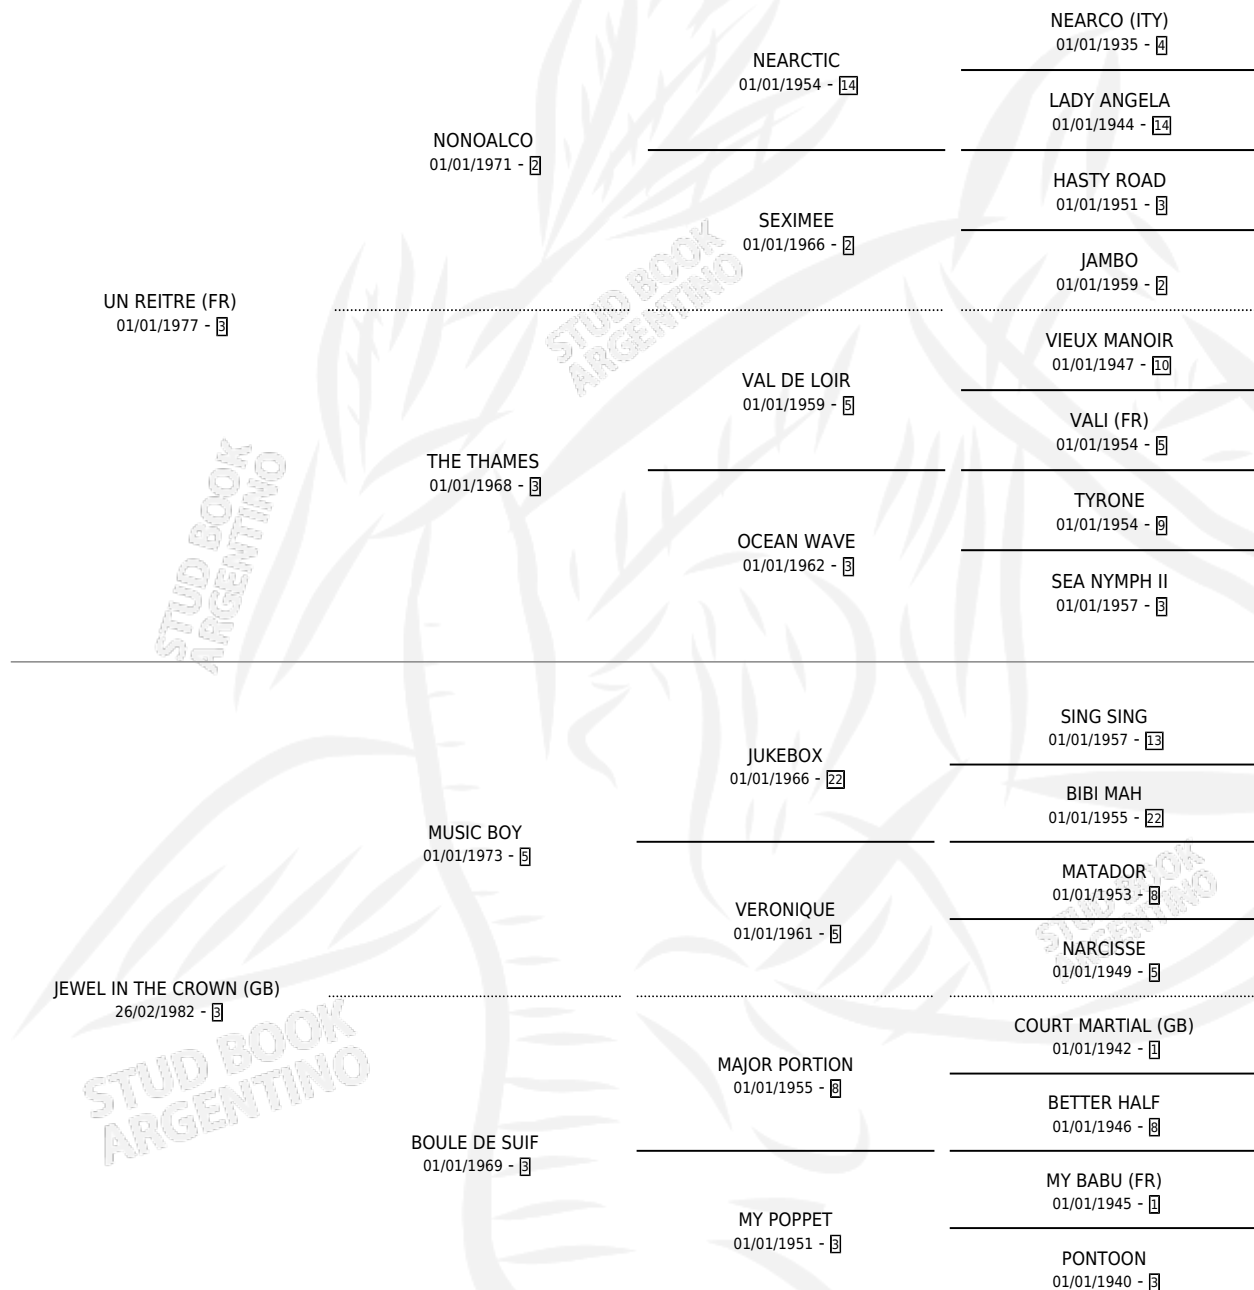 NEARCO (ITY)
01/01/1935 - 4
NEARCTIC
01/01/1954 - 14
LADY ANGELA
01/01/1944 - 14
NONOALCO
01/01/1971 - 2
HASTY ROAD
01/01/1951 - 3
SEXIMEE
01/01/1966 - 2
JAMBO
01/01/1959 - 2
UN REITRE (FR)
01/01/1977 - 3
STUD BOOK
ARGENTINO
VIEUX MANOIR
01/01/1947 - 10
VAL DE LOIR
01/01/1959 - 5
VALI (FR)
01/01/1954 - 5
THE THAMES
01/01/1968 - 3
TYRONE
01/01/1954 - 9
OCEAN WAVE
01/01/1962 - 3
SEA NYMPH II
01/01/1957 - 3
STUD BOOK
ARGENTINO
SING SING
01/01/1957 - 13
JUKEBOX
01/01/1966 - 22
BIBI MAH
01/01/1955 - 22
MUSIC BOY
01/01/1973 - 5
MATADOR
01/01/1953 - 8
VERONIQUE
01/01/1961 - 5
NARCISSE
01/01/1949 - 5
STUD BOOK
ARGENTINO
JEWEL IN THE CROWN (GB)
26/02/1982 - 3
COURT MARTIAL (GB)
01/01/1942 - 1
MAJOR PORTION
01/01/1955 - 8
BETTER HALF
01/01/1946 - 8
STUD BOOK
ARGENTINO
BOULE DE SUIF
01/01/1969 - 3
MY BABU (FR)
01/01/1945 - 1
MY POPPET
01/01/1951 - 3
PONTOON
01/01/1940 - 3